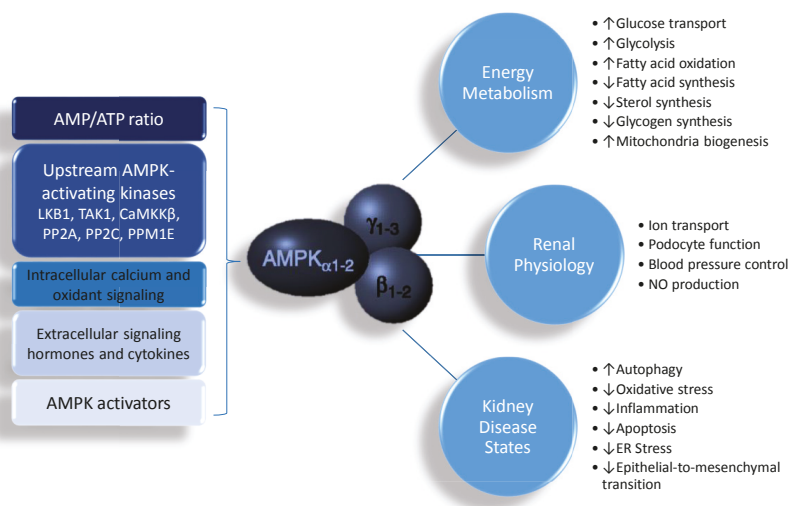 AMP/ATP ratio
Upstream AMPK-
activating kinases
LKB1, TAK1, CaMKKβ,
PP2A, PP2C, PPM1E
Intracellular calcium and
oxidant signaling
Extracellular signaling
hormones and cytokines
AMPK activators
AMPKα1-2
γ1-3
β1-2
Energy
Metabolism
• ↑Glucose transport
• ↑Glycolysis
• ↑Fatty acid oxidation
• ↓Fatty acid synthesis
• ↓Sterol synthesis
• ↓Glycogen synthesis
• ↑Mitochondria biogenesis
Renal
Physiology
• Ion transport
• Podocyte function
• Blood pressure control
• NO production
Kidney
Disease
States
• ↑Autophagy
• ↓Oxidative stress
• ↓Inflammation
• ↓Apoptosis
• ↓ER Stress
• ↓Epithelial-to-mesenchymal
transition